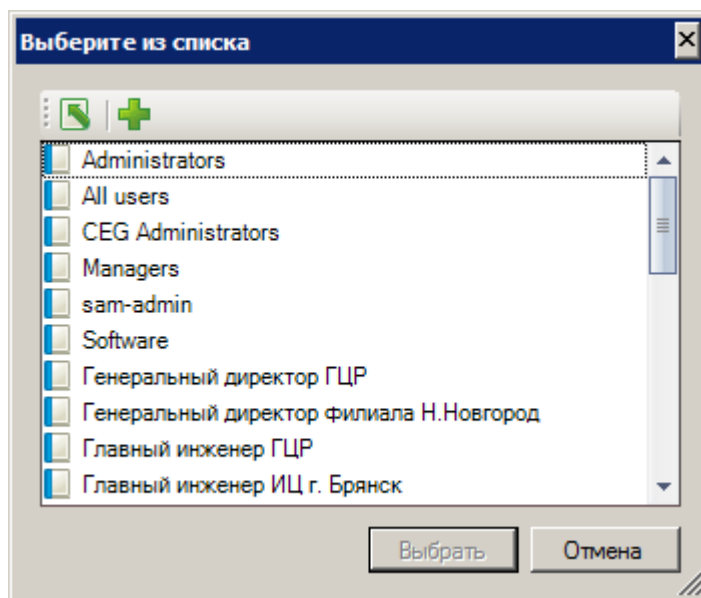 Выберите из списка
Administrators
All users
CEG Administrators
Managers
sam-admin
Software
Генеральный директор ГЦР
Генеральный директор филиала Н.Новгород
Главный инженер ГЦР
Главный инженер ИЦ г. Брянск
Выбрать
Отмена